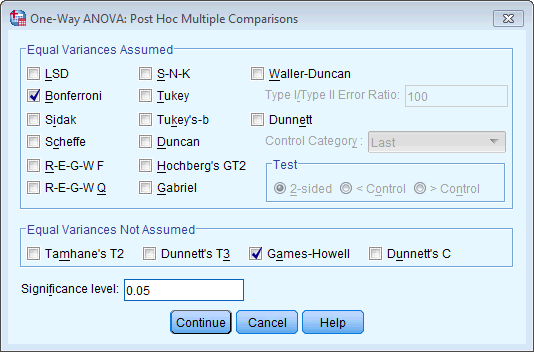 One-Way ANOVA: Post Hoc Multiple Comparisons
Equal Variances Assumed
LSD S-N-K Waller-Duncan
Bonferroni Tukey Type I/Type II Error Ratio: 100
Sidak Tukey's-b Dunnett
Scheffe Duncan Control Category: Last
R-E-G-W F Hochberg's GT2 Test
R-E-G-W Q Gabriel 2-sided < Control > Control
Equal Variances Not Assumed
Tamhane's T2 Dunnett's T3 Games-Howell Dunnett's C
Significance level: 0.05
Continue Cancel Help